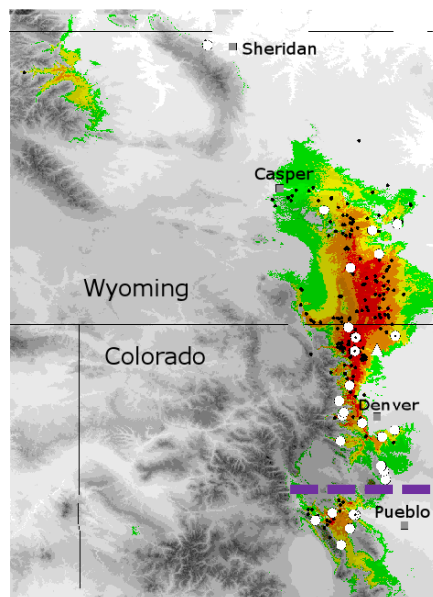 Sheridan
Casper
Wyoming
Colorado
Denver
Pueblo